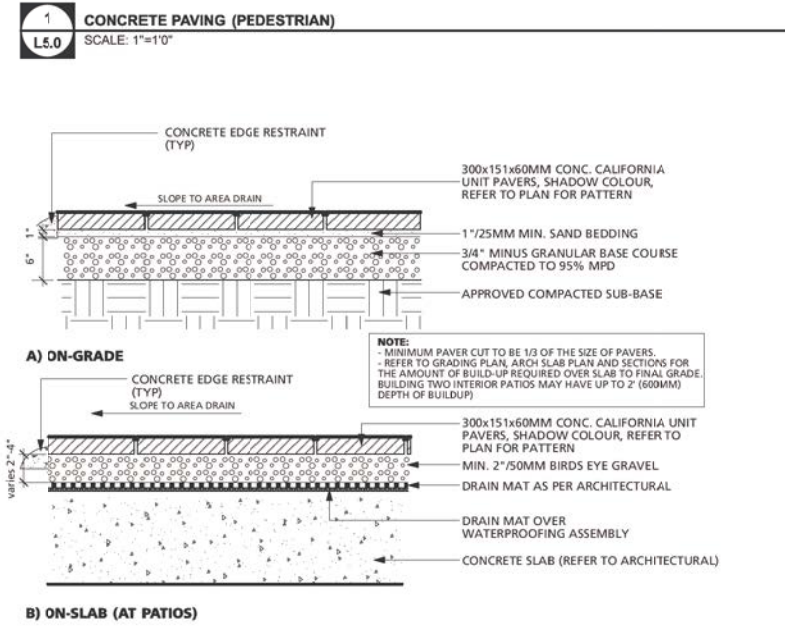 1
CONCRETE PAVING (PEDESTRIAN)
L5.0
SCALE: 1"=1'0"
CONCRETE EDGE RESTRAINT
(TYP)
300x151x60MM CONC. CALIFORNIA
UNIT PAVERS, SHADOW COLOUR,
REFER TO PLAN FOR PATTERN
SLOPE TO AREA DRAIN
1"
1"/25MM MIN. SAND BEDDING
6"
3/4" MINUS GRANULAR BASE COURSE
COMPACTED TO 95% MPD
APPROVED COMPACTED SUB-BASE
A) ON-GRADE
NOTE:
- MINIMUM PAVER CUT TO BE 1/3 OF THE SIZE OF PAVERS.
- REFER TO GRADING PLAN, ARCH SLAB PLAN AND SECTIONS FOR
THE AMOUNT OF BUILD-UP REQUIRED OVER SLAB TO FINAL GRADE.
BUILDING TWO INTERIOR PATIOS MAY HAVE UP TO 2' (600MM)
DEPTH OF BUILDUP)
CONCRETE EDGE RESTRAINT
(TYP)
SLOPE TO AREA DRAIN
300x151x60MM CONC. CALIFORNIA UNIT
PAVERS, SHADOW COLOUR, REFER TO
PLAN FOR PATTERN
varies 2"-4"
MIN. 2"/50MM BIRDS EYE GRAVEL
DRAIN MAT AS PER ARCHITECTURAL
DRAIN MAT OVER
WATERPROOFING ASSEMBLY
CONCRETE SLAB (REFER TO ARCHITECTURAL)
B) ON-SLAB (AT PATIOS)